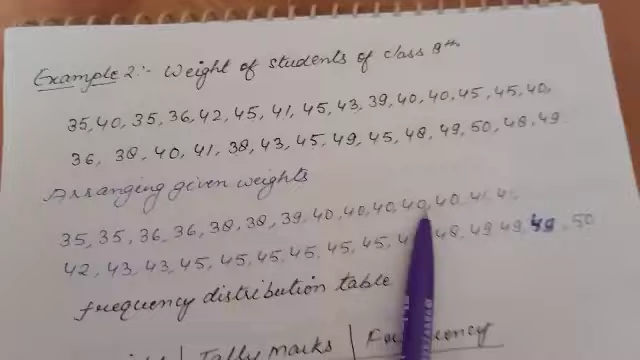 Example 2:- Weight of students of class 9th
35, 40, 35, 36, 42, 45, 41, 45, 43, 39, 40, 40, 45, 45, 40,
36, 38, 40, 41, 38, 43, 45, 49, 45, 48, 49, 50, 48, 49
Arranging given weights
35, 35, 36, 36, 38, 38, 39, 40, 40, 40, 40, 40, 41, 41,
42, 43, 43, 45, 45, 45, 45, 45, 45, 48, 49, 49, 49, 50
frequency distribution table
Tally Marks | Frequency